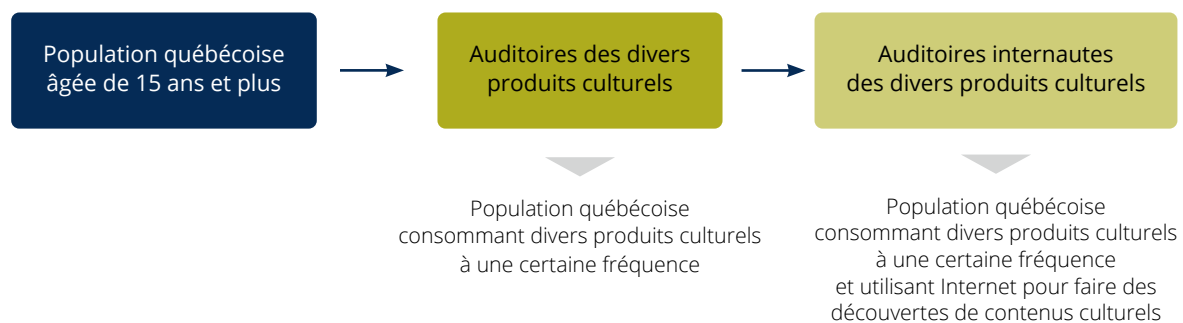 Population québécoise
âgée de 15 ans et plus
Auditoires des divers
produits culturels
Auditoires internautes
des divers produits culturels
Population québécoise
consommant divers produits culturels
à une certaine fréquence
Population québécoise
consommant divers produits culturels
à une certaine fréquence
et utilisant Internet pour faire des
découvertes de contenus culturels